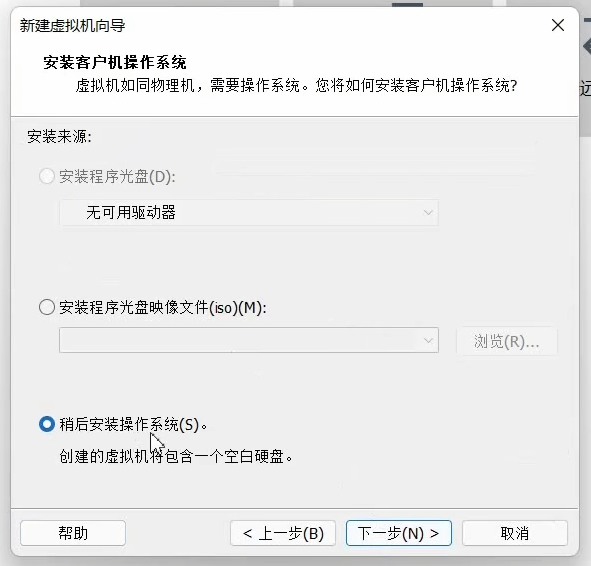 新建虚拟机向导
安装客户机操作系统
虚拟机如同物理机，需要操作系统。您将如何安装客户机操作系统?
安装来源:
安装程序光盘(D):
无可用驱动器
安装程序光盘映像文件(iso)(M):
浏览(R)...
稍后安装操作系统(S)。
创建的虚拟机将包含一个空白硬盘。
帮助
< 上一步(B)
下一步(N) >
取消
远